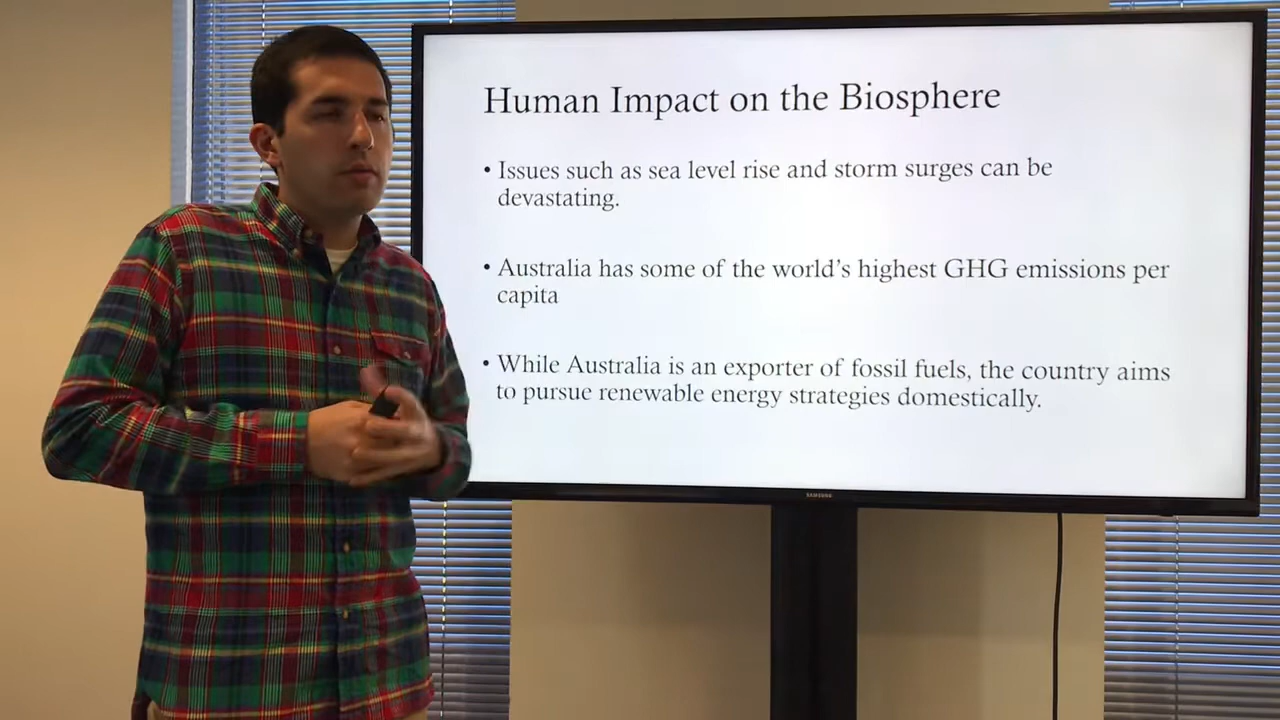 Human Impact on the Biosphere
• Issues such as sea level rise and storm surges can be
devastating.
• Australia has some of the world's highest GHG emissions per
capita
• While Australia is an exporter of fossil fuels, the country aims
to pursue renewable energy strategies domestically.
SAMSUNG